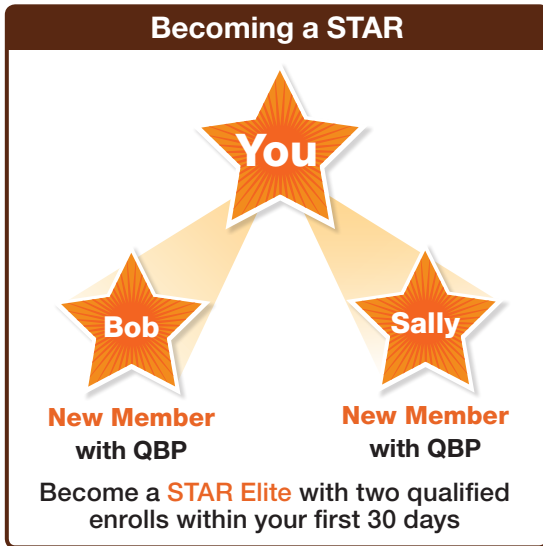 Becoming a STAR
You
Bob
Sally
New Member
with QBP
New Member
with QBP
Become a STAR Elite with two qualified
enrolls within your first 30 days